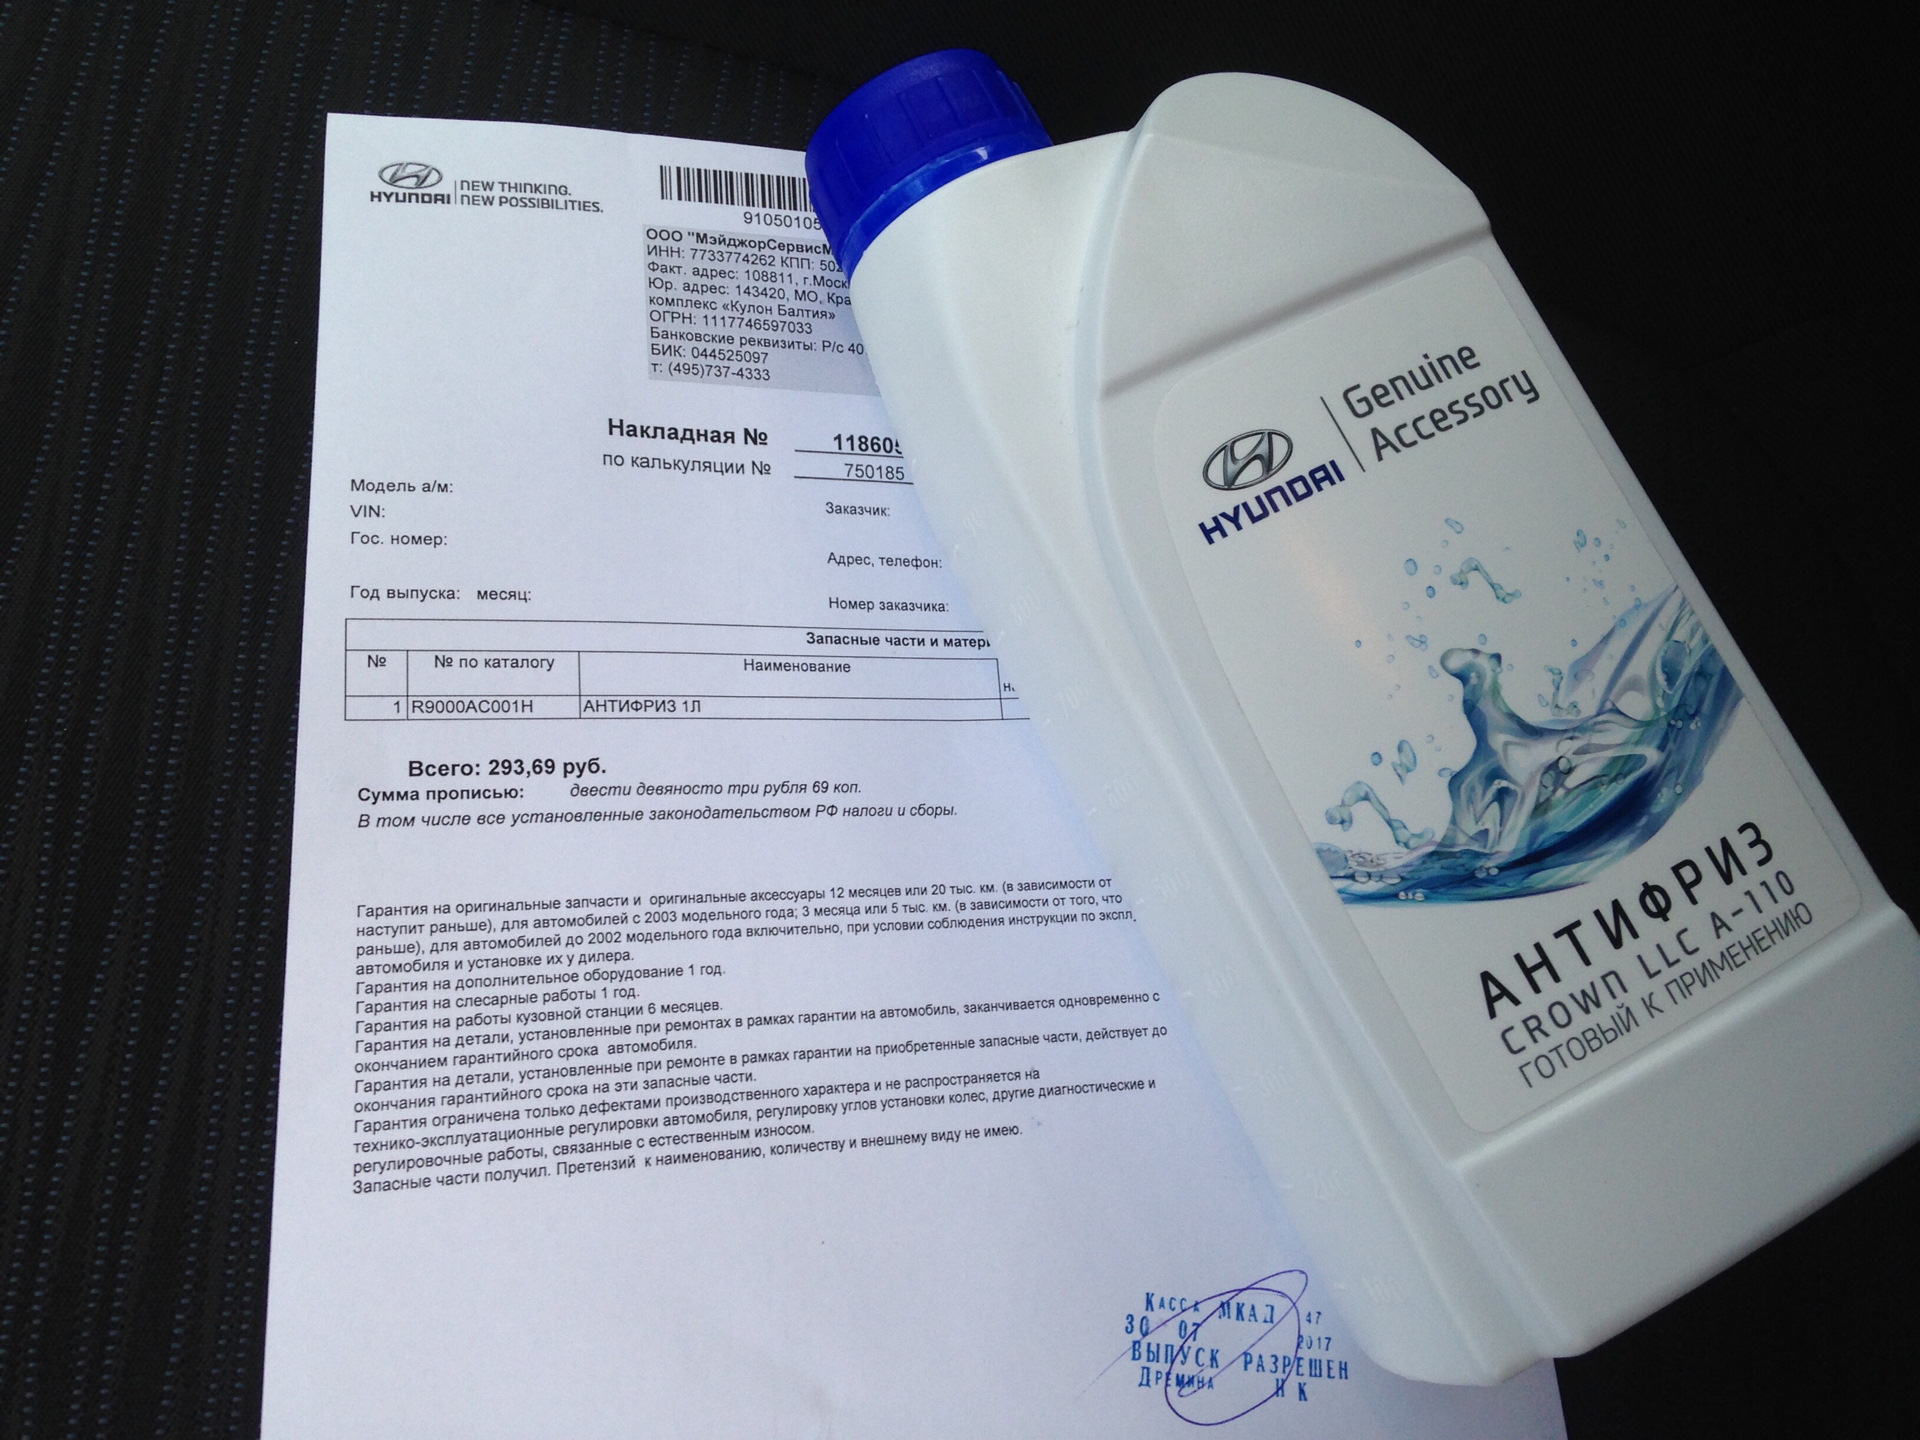 HYUNDAI
NEW THINKING.
NEW POSSIBILITIES.
91050105
ООО "МэйджорСервисМ
ИНН: 7733774262 КПП: 502
Факт. адрес: 108811, г.Моск
Юр. адрес: 143420, МО, Кра
комплекс «Кулон Балтия»
ОГРН: 1117746597033
Банковские реквизиты: Р/с 40
БИК: 044525097
т: (495)737-4333
Накладная № 118605
по калькуляции № 750185
Модель а/м:
VIN:
Гос. номер:
Год выпуска: месяц:
Заказчик:
Адрес, телефон:
Номер заказчика:
Запасные части и матери
№ № по каталогу Наименование
1 R9000AC001H АНТИФРИЗ 1Л
Всего: 293,69 руб.
Сумма прописью: двести девяносто три рубля 69 коп.
В том числе все установленные законодательством РФ налоги и сборы.
Гарантия на оригинальные запчасти и оригинальные аксессуары 12 месяцев или 20 тыс. км. (в зависимости от
наступит раньше), для автомобилей с 2003 модельного года; 3 месяца или 5 тыс. км. (в зависимости от того, что
раньше), для автомобилей до 2002 модельного года включительно, при условии соблюдения инструкции по экспл.
автомобиля и установке их у дилера.
Гарантия на дополнительное оборудование 1 год.
Гарантия на слесарные работы 1 год.
Гарантия на работы кузовной станции 6 месяцев.
Гарантия на детали, установленные при ремонтах в рамках гарантии на автомобиль, заканчивается одновременно с
окончанием гарантийного срока автомобиля.
Гарантия на детали, установленные при ремонте в рамках гарантии на приобретенные запасные части, действует до
окончания гарантийного срока на эти запасные части.
Гарантия ограничена только дефектами производственного характера и не распространяется на
технико-эксплуатационные регулировки автомобиля, регулировку углов установки колес, другие диагностические и
регулировочные работы, связанные с естественным износом.
Запасные части получил. Претензий к наименованию, количеству и внешнему виду не имею.
Касса МКАД 47
30 07 2017
ВЫПУСК РАЗРЕШЕН
Дремина Н К
HYUNDAI
Genuine
Accessory
АНТИФРИЗ
CROWN LLC A-110
ГОТОВЫЙ К ПРИМЕНЕНИЮ